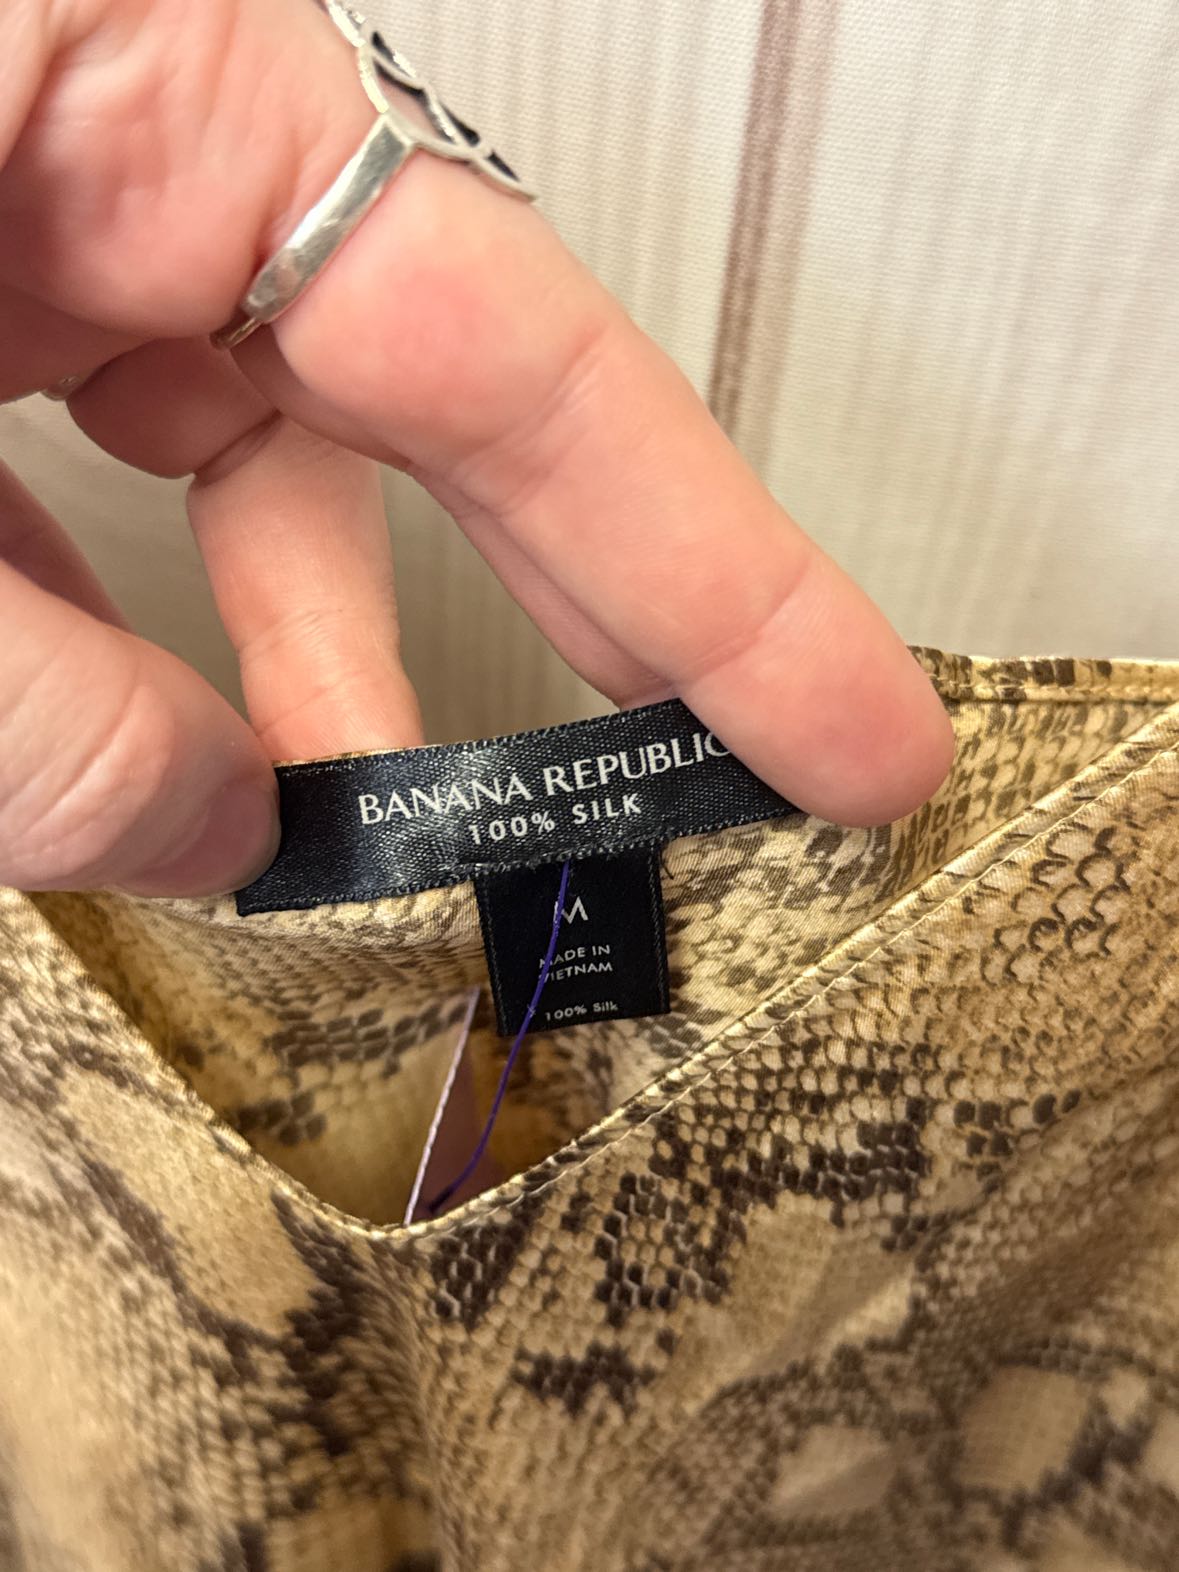 BANANA REPUBLIC
100% SILK
M
MADE IN
VIETNAM
100% Silk